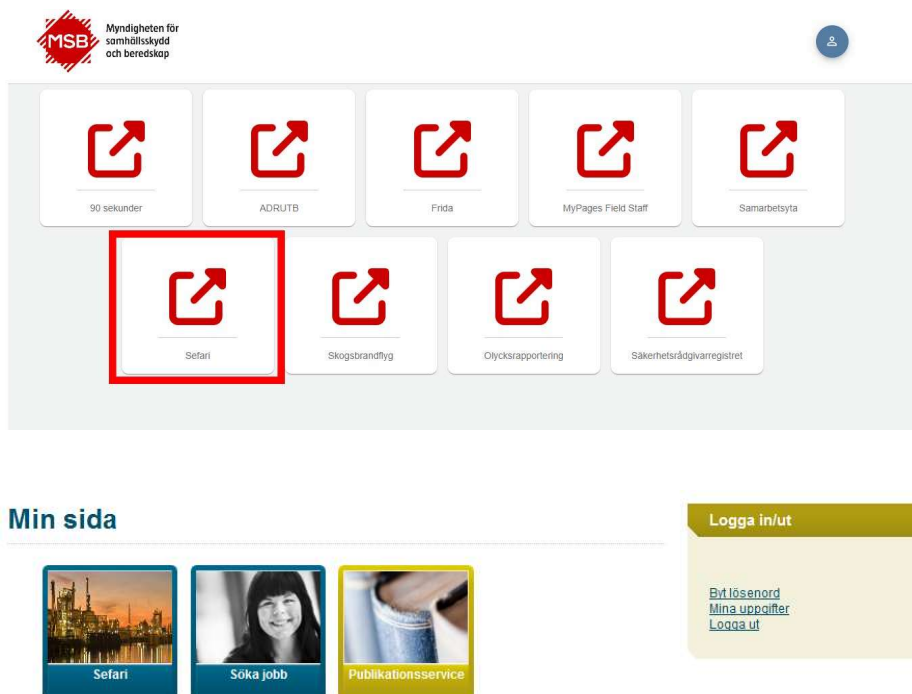 MSB
Myndigheten för
samhällsskydd
och beredskap
90 sekunder
ADRUTB
Frida
MyPages Field Staff
Samarbetsyta
Sefari
Skogsbrandflyg
Olycksrapportering
Säkerhetsrådgivarregistret
Min sida
Logga in/ut
Byt lösenord
Mina uppgifter
Logga ut
Sefari
Söka jobb
Publikationsservice